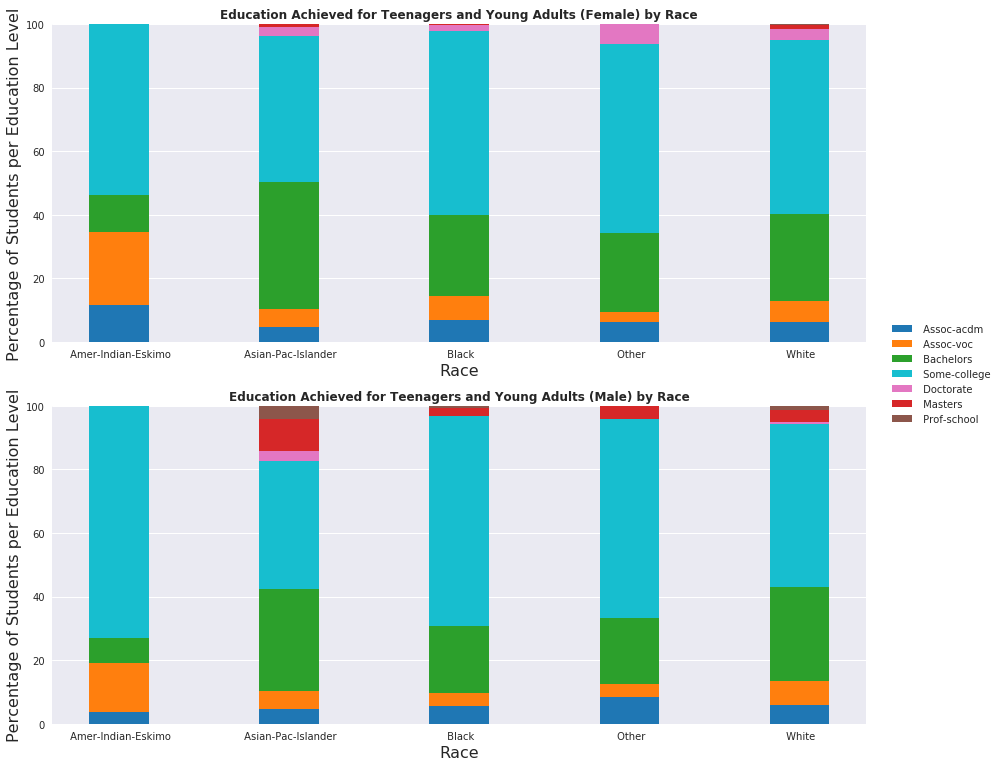 Education Achieved for Teenagers and Young Adults (Female) by Race
Percentage of Students per Education Level
100
80
60
40
20
0
Amer-Indian-Eskimo
Asian-Pac-Islander
Black
Other
White
Race
Assoc-acdm
Assoc-voc
Bachelors
Some-college
Doctorate
Masters
Prof-school
Education Achieved for Teenagers and Young Adults (Male) by Race
Percentage of Students per Education Level
100
80
60
40
20
0
Amer-Indian-Eskimo
Asian-Pac-Islander
Black
Other
White
Race